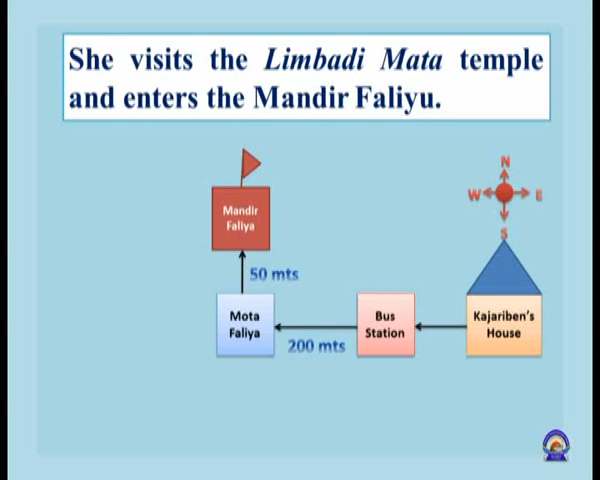 She visits the Limbadi Mata temple
and enters the Mandir Faliyu.
N
W E
S
Mandir
Faliya
50 mts
Mota
Faliya
200 mts
Bus
Station
Kajariben's
House